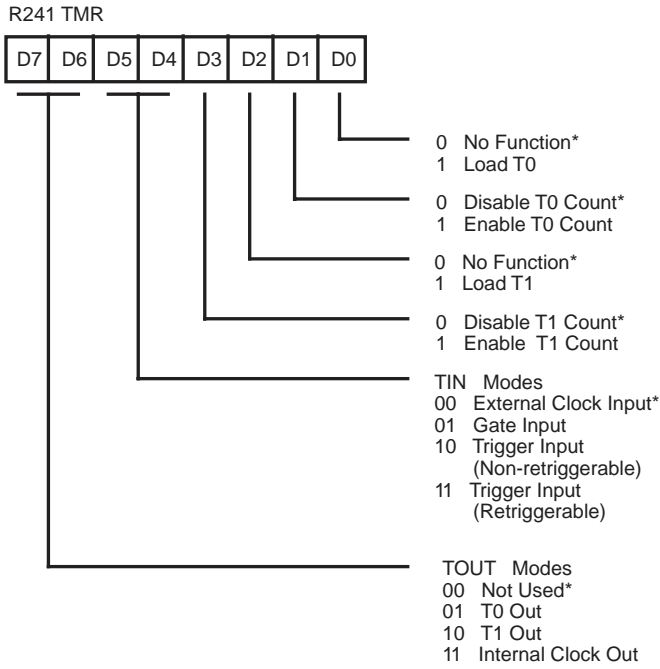 R241 TMR
D7 D6 D5 D4 D3 D2 D1 D0
0 No Function*
1 Load T0
0 Disable T0 Count*
1 Enable T0 Count
0 No Function*
1 Load T1
0 Disable T1 Count*
1 Enable T1 Count
TIN Modes
00 External Clock Input*
01 Gate Input
10 Trigger Input
(Non-retriggerable)
11 Trigger Input
(Retriggerable)
TOUT Modes
00 Not Used*
01 T0 Out
10 T1 Out
11 Internal Clock Out